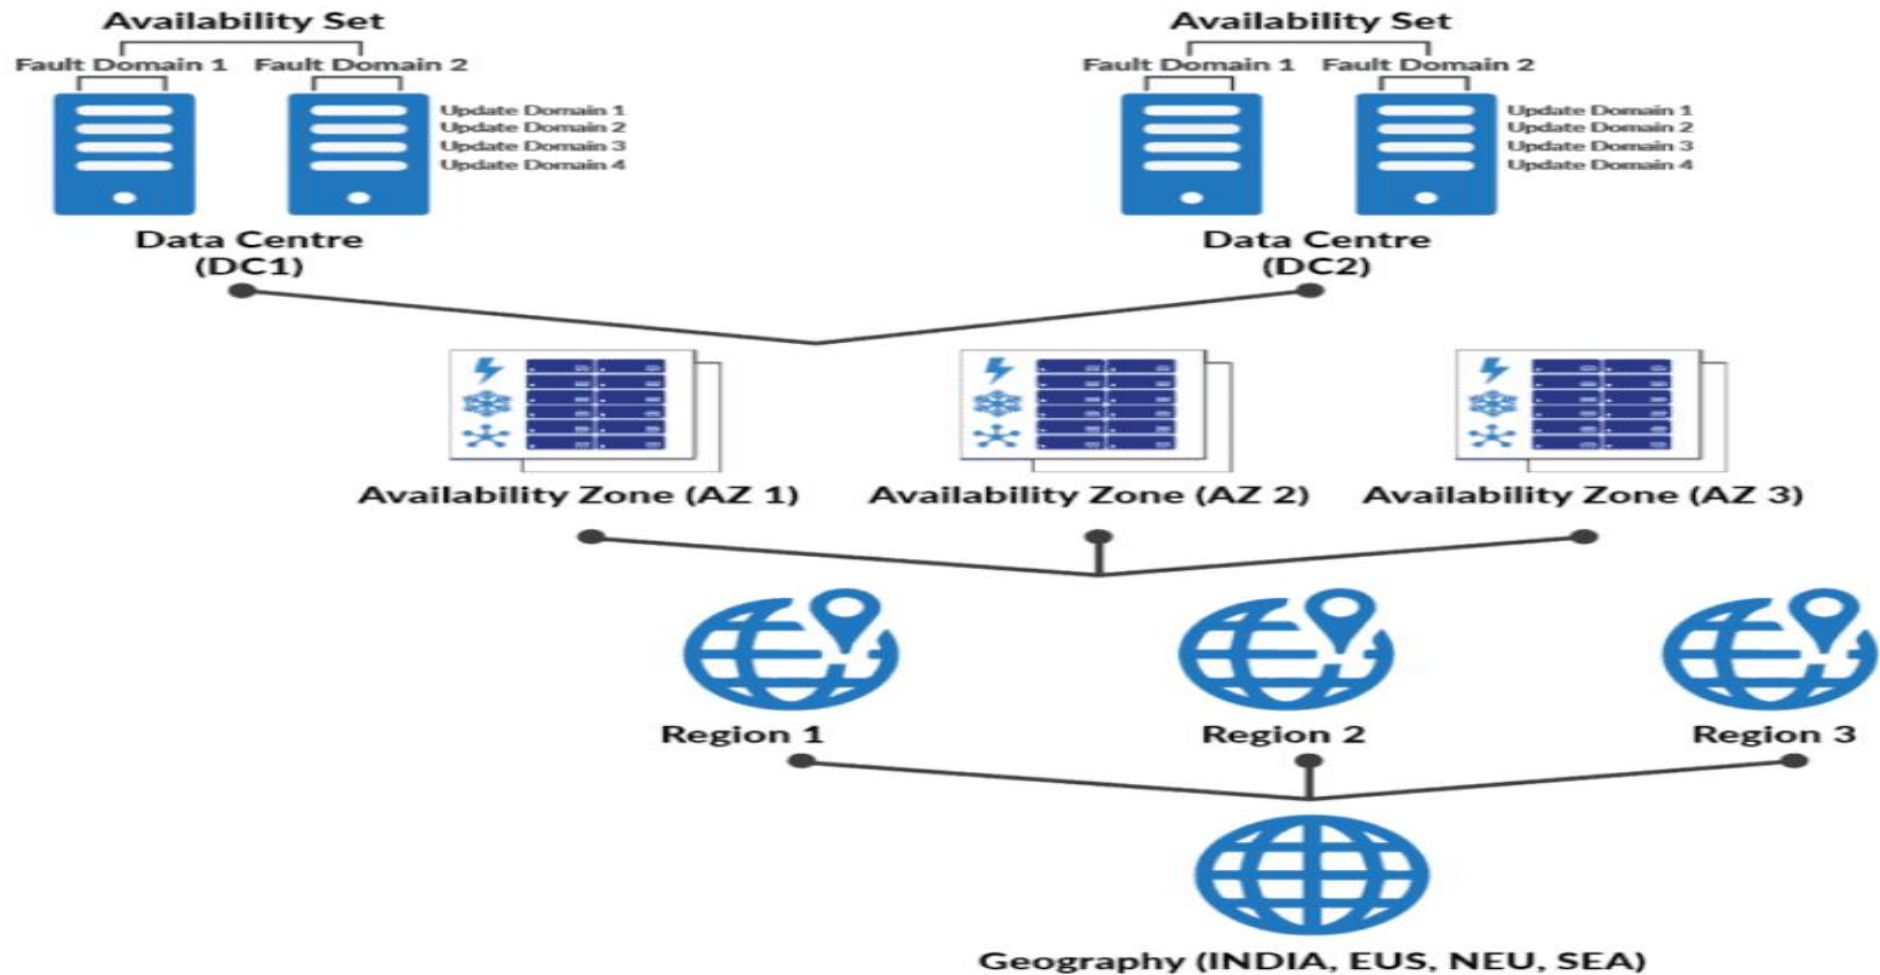 Availability Set
Availability Set
Fault Domain 1 Fault Domain 2
Fault Domain 1 Fault Domain 2
Update Domain 1
Update Domain 2
Update Domain 3
Update Domain 4
Update Domain 1
Update Domain 2
Update Domain 3
Update Domain 4
Data Centre
(DC1)
Data Centre
(DC2)
Availability Zone (AZ 1)
Availability Zone (AZ 2)
Availability Zone (AZ 3)
Region 1
Region 2
Region 3
Geography (INDIA, EUS, NEU, SEA)